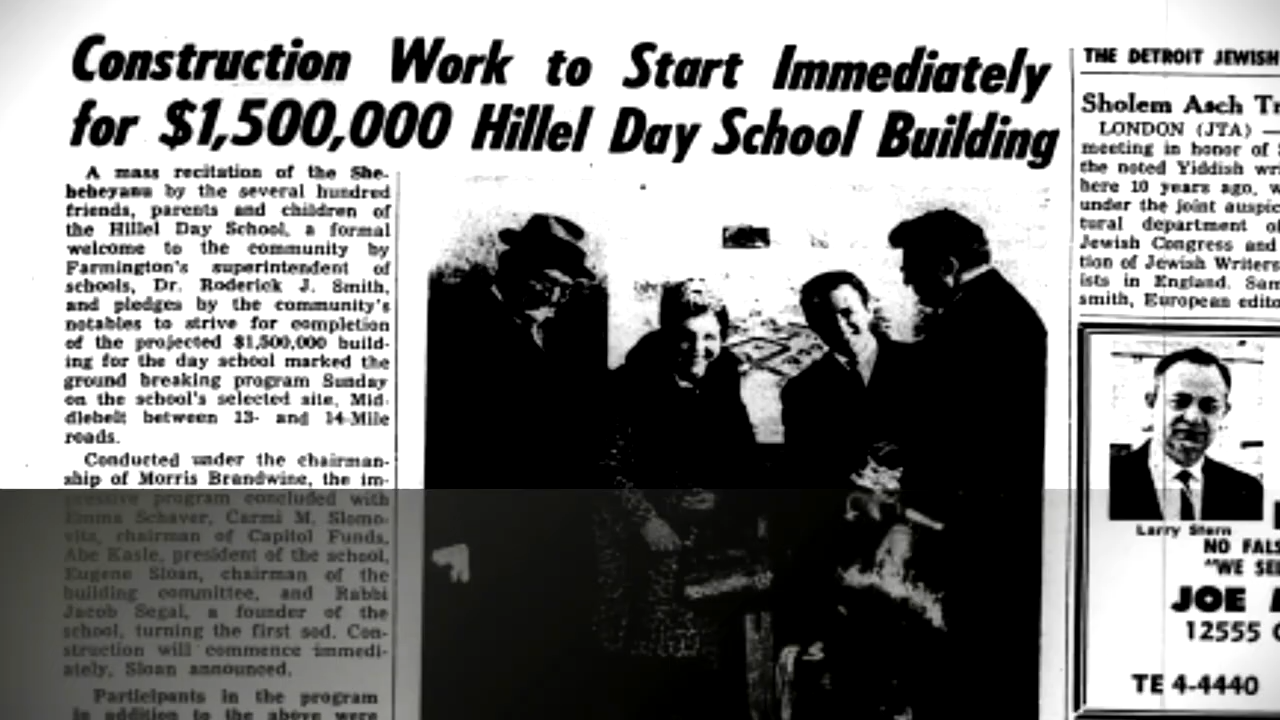 Construction Work to Start Immediately
for $1,500,000 Hillel Day School Building
A mass recitation of the She-
heheyanu by the several hundred
friends, parents and children of
the Hillel Day School, a formal
welcome to the community by
Farmington's superintendent of
schools, Dr. Roderick J. Smith,
and pledges by the community's
notables to strive for completion
of the projected $1,500,000 build-
ing for the day school marked the
ground breaking program Sunday
on the school's selected site, Mid-
dlebelt between 13- and 14-Mile
roads.
Conducted under the chairman-
ship of Morris Brandwine, the im-
pressive program concluded with
Emma Schaver, Carmi M. Slomo-
vitz, chairman of Capitol Funds,
Abe Kasle, president of the school,
Eugene Sloan, chairman of the
building committee, and Rabbi
Jacob Segal, a founder of the
school, turning the first sod. Con-
struction will commence immedi-
ately, Sloan announced.
Participants in the program
in addition to the above were
THE DETROIT JEWISH
Sholem Asch
LONDON (JTA) —
meeting in honor of
the noted Yiddish
here 10 years ago,
under the joint
tural department
Jewish Congress and
tion of Jewish Writers
ists in England.
smith, European
Larry Stern
NO
"WE
JOE
12555
TE 4-4440